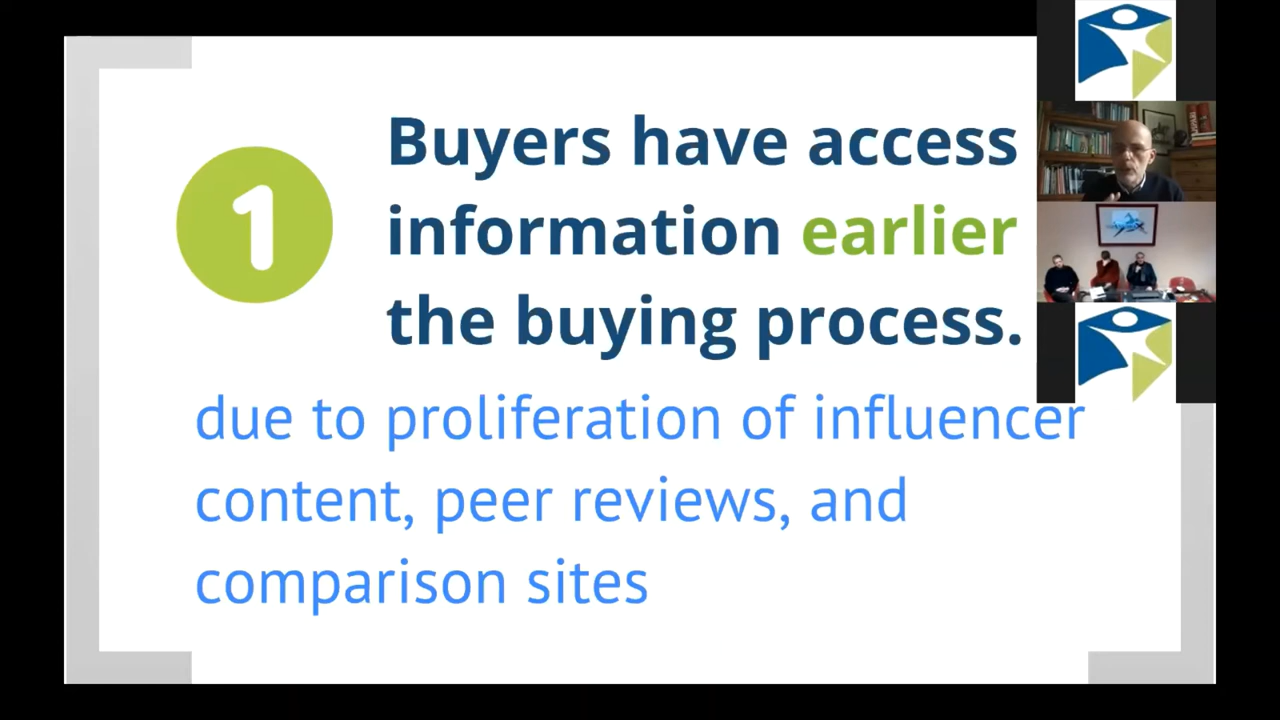 1
Buyers have access
information earlier
the buying process.
due to proliferation of influencer
content, peer reviews, and
comparison sites